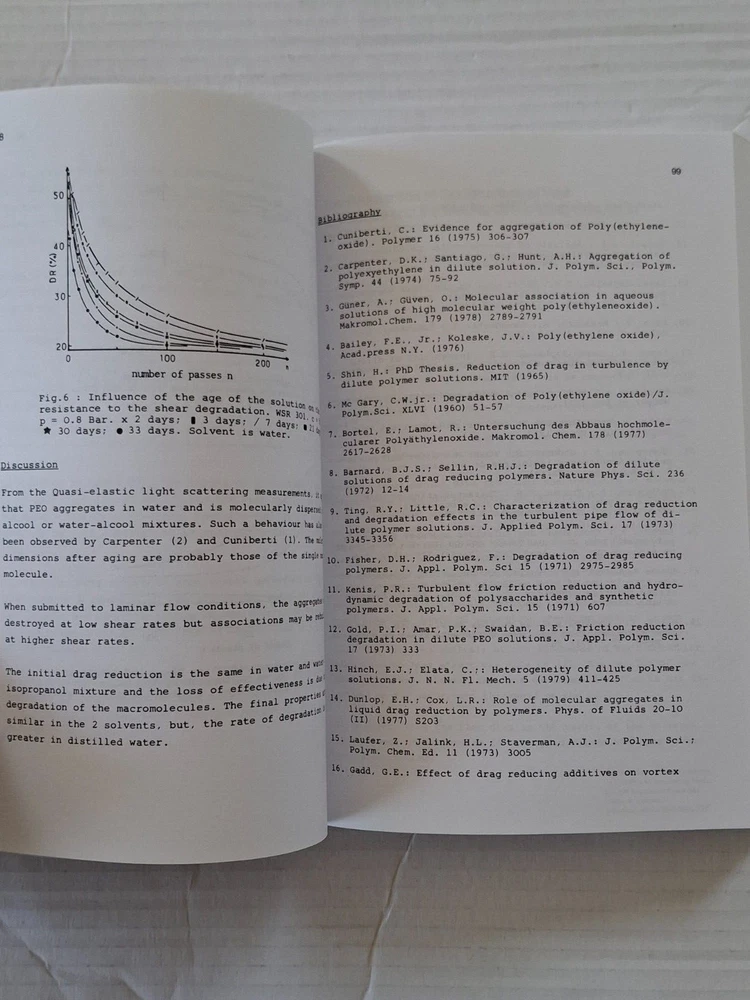 8
50
40
30
20
DR (%)
0
100
200
n
number of passes n
Fig.6 : Influence of the age of the solution on
resistance to the shear degradation. WSR 301.
p = 0.8 Bar. x 2 days; ▮ 3 days; / 7 days; ▮
★ 30 days; ● 33 days. Solvent is water.
Discussion
From the Quasi-elastic light scattering measurements,
that PEO aggregates in water and is molecularly
alcohol or water-alcohol mixtures. Such a behaviour has
been observed by Carpenter (2) and Cuniberti (1). The
dimensions after aging are probably those of the single
molecule.
When submitted to laminar flow conditions, the
destroyed at low shear rates but associations may be
at higher shear rates.
The initial drag reduction is the same in water and
isopropanol mixture and the loss of effectiveness is
degradation of the macromolecules. The final properties
similar in the 2 solvents, but, the rate of degradation
greater in distilled water.
99
Bibliography
1. Cuniberti, C.: Evidence for aggregation of Poly(ethylene-
oxide). Polymer 16 (1975) 306-307
2. Carpenter, D.K.; Santiago, G.; Hunt, A.H.: Aggregation of
polyexyethylene in dilute solution. J. Polym. Sci., Polym.
Symp. 44 (1974) 75-92
3. Güner, A.; Güven, O.: Molecular association in aqueous
solutions of high molecular weight poly(ethyleneoxide).
Makromol.Chem. 179 (1978) 2789-2791
4. Bailey, F.E., Jr.; Koleske, J.V.: Poly(ethylene oxide),
Acad.press N.Y. (1976)
5. Shin, H.: PhD Thesis. Reduction of drag in turbulence by
dilute polymer solutions. MIT (1965)
6. Mc Gary, C.W.jr.: Degradation of Poly(ethylene oxide)/J.
Polym.Sci. XLVI (1960) 51-57
7. Bortel, E.; Lamot, R.: Untersuchung des Abbaus hochmole-
cularer Polyäthylenoxide. Makromol. Chem. 178 (1977)
2617-2628
8. Barnard, B.J.S.; Sellin, R.H.J.: Degradation of dilute
solutions of drag reducing polymers. Nature Phys. Sci. 236
(1972) 12-14
9. Ting, R.Y.; Little, R.C.: Characterization of drag reduction
and degradation effects in the turbulent pipe flow of di-
lute polymer solutions. J. Applied Polym. Sci. 17 (1973)
3345-3356
10. Fisher, D.H.; Rodriguez, F.: Degradation of drag reducing
polymers. J. Appl. Polym. Sci 15 (1971) 2975-2985
11. Kenis, P.R.: Turbulent flow friction reduction and hydro-
dynamic degradation of polysaccharides and synthetic
polymers. J. Appl. Polym. Sci. 15 (1971) 607
12. Gold, P.I.; Amar, P.K.; Swaidan, B.E.: Friction reduction
degradation in dilute PEO solutions. J. Appl. Polym. Sci.
17 (1973) 333
13. Hinch, E.J.; Elata, C.;: Heterogeneity of dilute polymer
solutions. J. N. N. Fl. Mech. 5 (1979) 411-425
14. Dunlop, E.H.; Cox, L.R.: Role of molecular aggregates in
liquid drag reduction by polymers. Phys. of Fluids 20-10
(II) (1977) S203
15. Laufer, Z.; Jalink, H.L.; Staverman, A.J.: J. Polym. Sci.;
Polym. Chem. Ed. 11 (1973) 3005
16. Gadd, G.E.: Effect of drag reducing additives on vortex